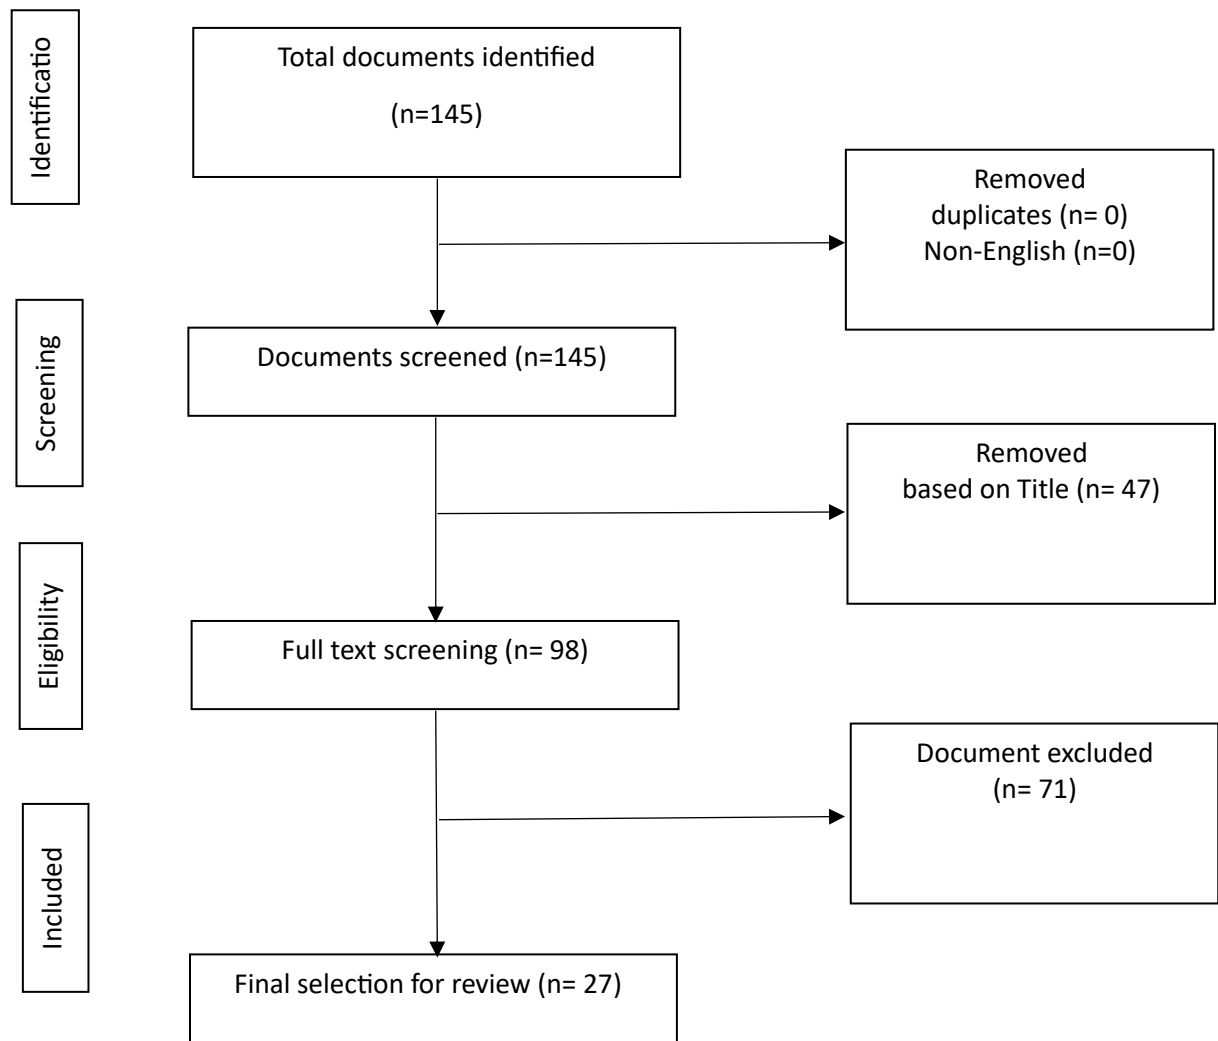 Identificatio
Total documents identified
(n=145)
Removed
duplicates (n= 0)
Non-English (n=0)
Screening
Documents screened (n=145)
Removed
based on Title (n= 47)
Eligibility
Full text screening (n= 98)
Document excluded
(n= 71)
Included
Final selection for review (n= 27)